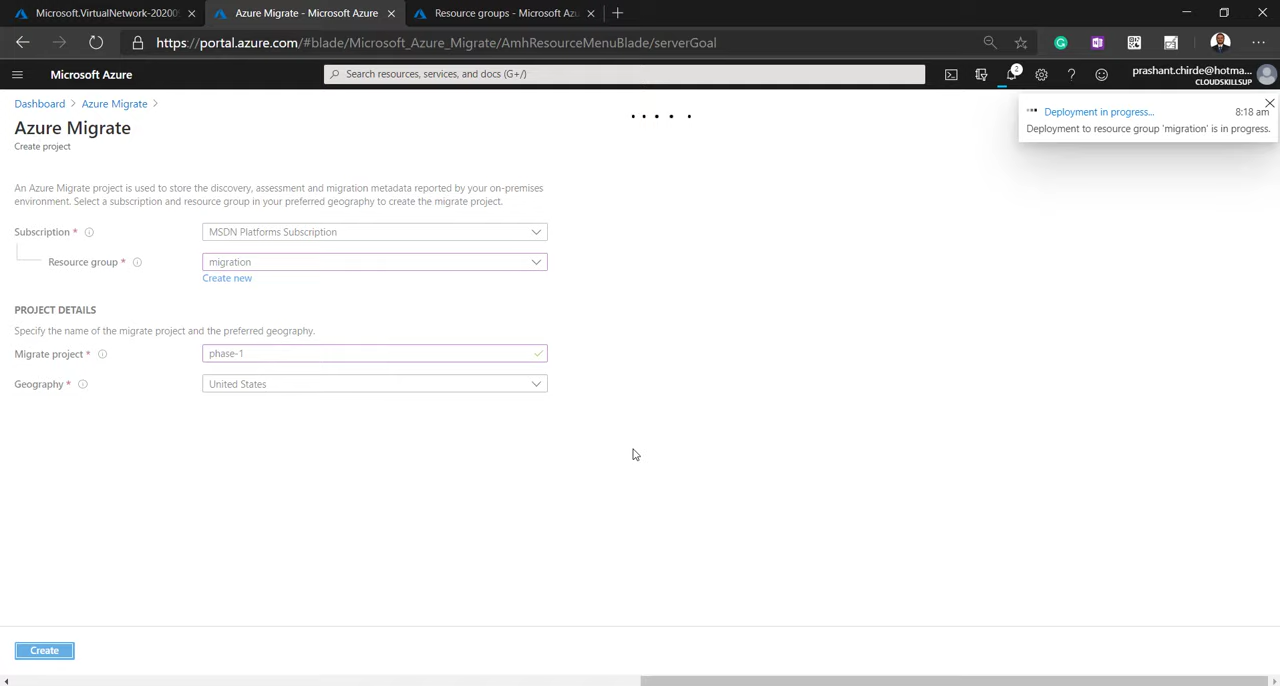 Microsoft.VirtualNetwork-20200
Azure Migrate - Microsoft Azure
Resource groups - Microsoft Azu
https://portal.azure.com/#blade/Microsoft_Azure_Migrate/AmhResourceMenuBlade/serverGoal
Microsoft Azure
Search resources, services, and docs (G+/)
2
prashant.chirde@hotma...
CLOUDSKILLSUP
Dashboard > Azure Migrate >
Azure Migrate
Create project
Deployment in progress...
8:18 am
Deployment to resource group 'migration' is in progress.
An Azure Migrate project is used to store the discovery, assessment and migration metadata reported by your on-premises
environment. Select a subscription and resource group in your preferred geography to create the migrate project.
Subscription *
MSDN Platforms Subscription
Resource group *
migration
Create new
PROJECT DETAILS
Specify the name of the migrate project and the preferred geography.
Migrate project *
phase-1
Geography *
United States
Create